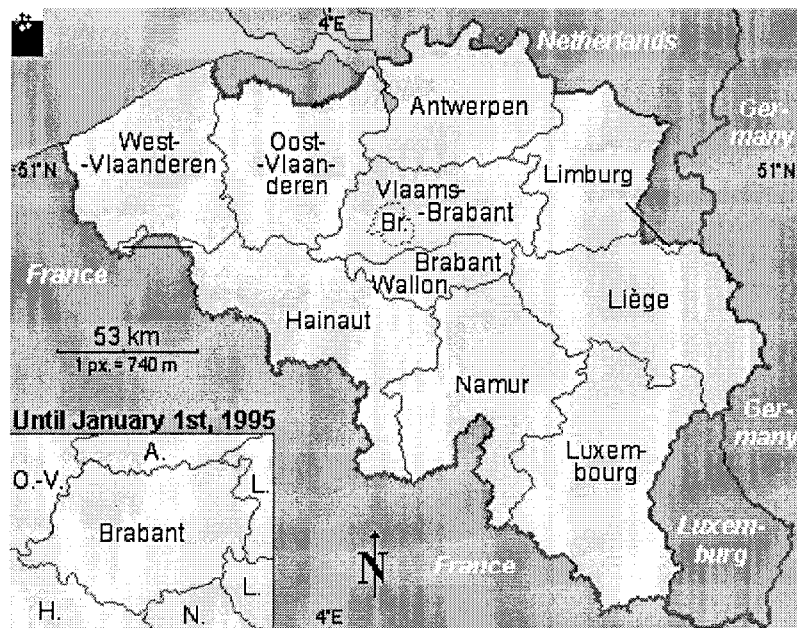 4°E
Netherlands
Antwerpen
Ger-
many
West-
-Vlaanderen
Oost-
-Vlaan-
deren
51°N
51°N
Limburg
Vlaams-
-Brabant
Br.
France
Brabant
Wallon
Liège
Hainaut
53 km
1 px. = 740 m
Namur
Until January 1st, 1995
Ger-
many
A.
O.-V.
L.
Brabant
Luxem-
bourg
Luxem-
burg
N
France
L.
H.
N.
4°E